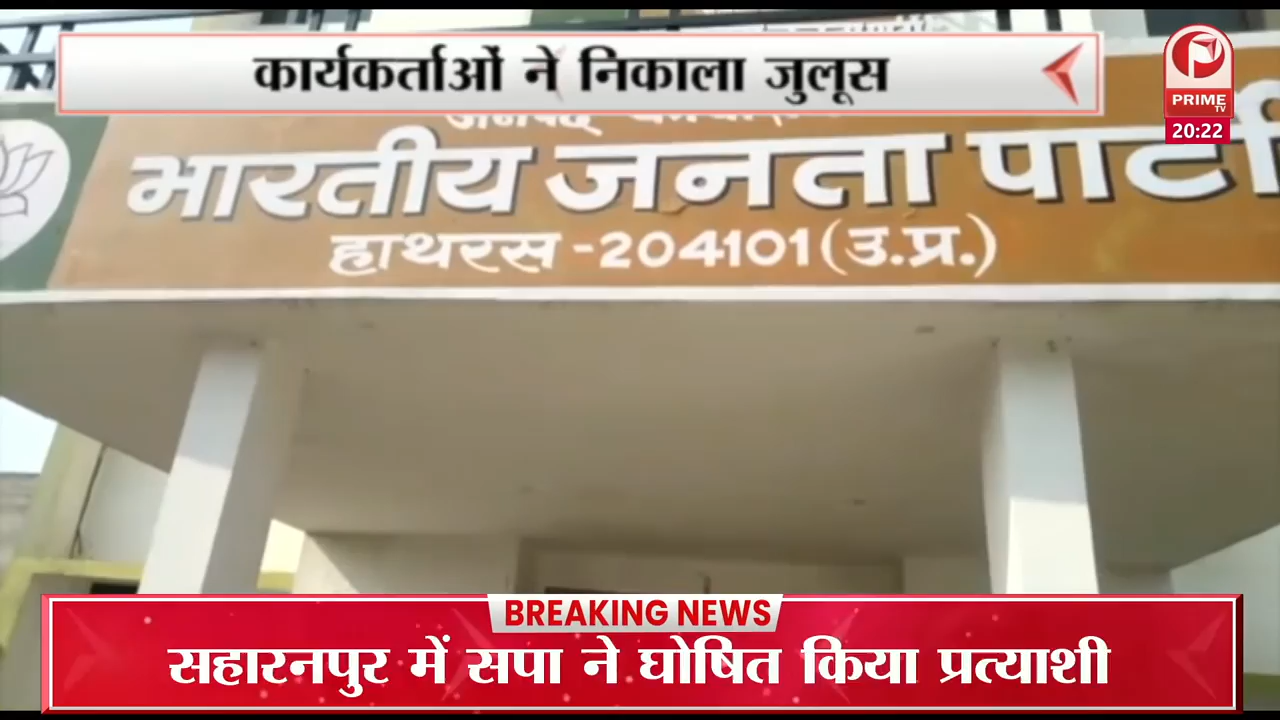 कार्यकर्ताओं ने निकाला जुलूस
PRIME
TV
20:22
भारतीय जनता पार्टी
हाथरस -204101 (उ.प्र.)
BREAKING NEWS
सहारनपुर में सपा ने घोषित किया प्रत्याशी